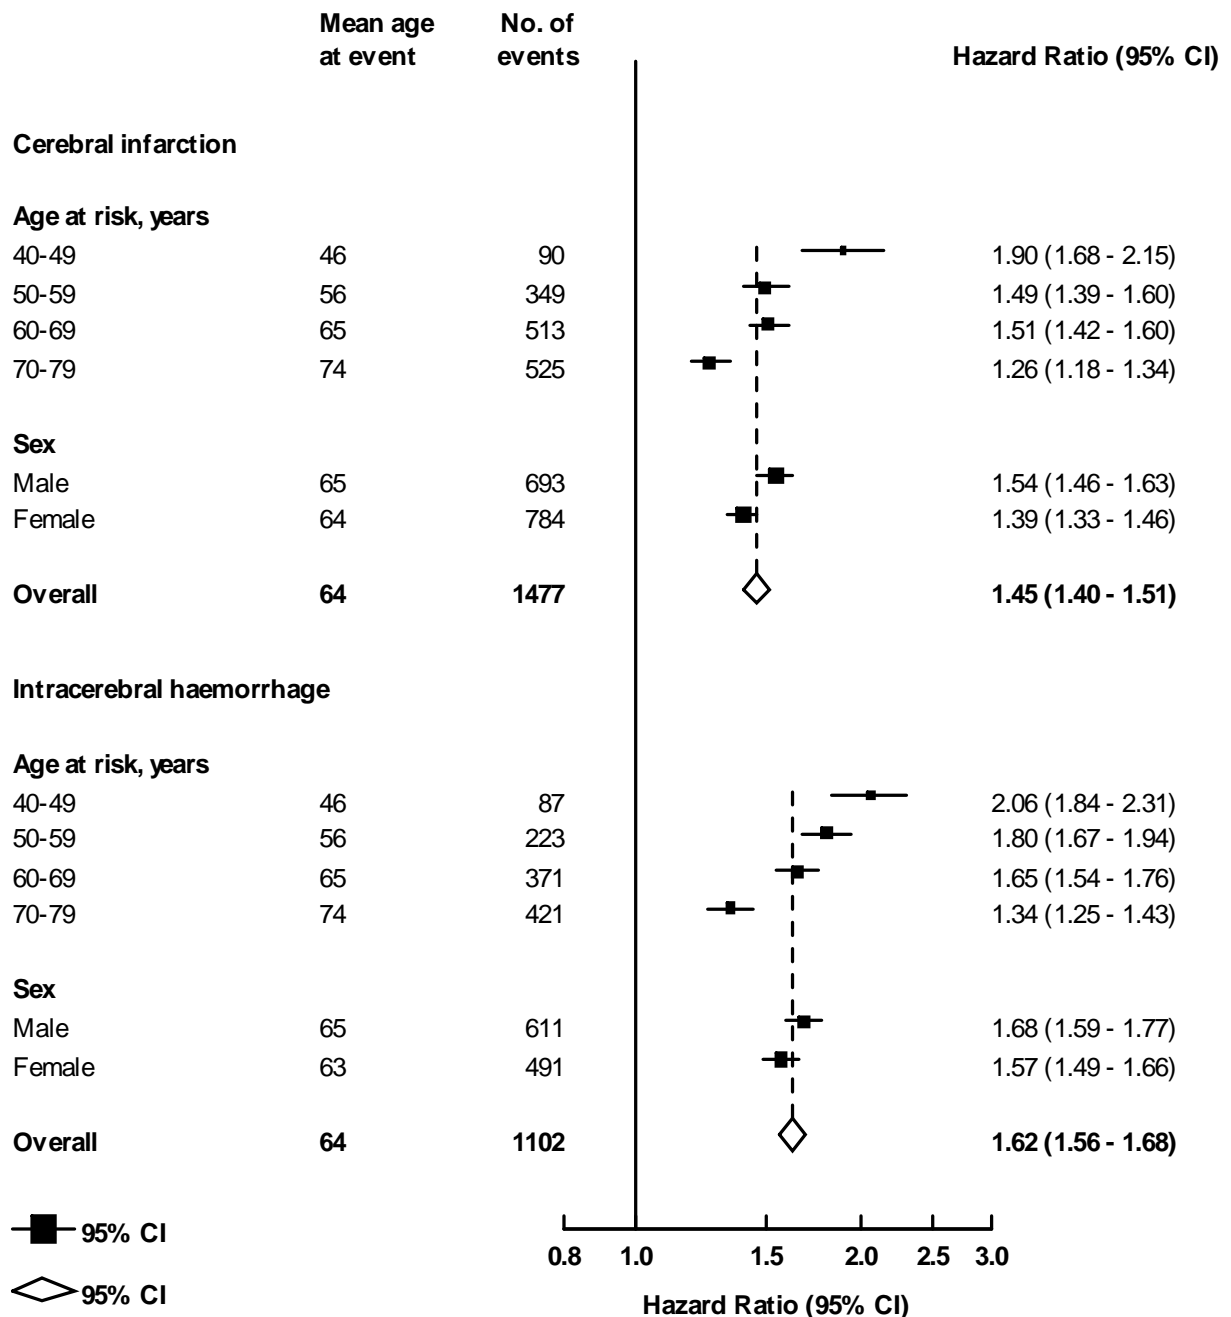 Mean age No. of
at event events Hazard Ratio (95% CI)
Cerebral infarction
Age at risk, years
40-49 46 90 1.90 (1.68 - 2.15)
50-59 56 349 1.49 (1.39 - 1.60)
60-69 65 513 1.51 (1.42 - 1.60)
70-79 74 525 1.26 (1.18 - 1.34)
Sex
Male 65 693 1.54 (1.46 - 1.63)
Female 64 784 1.39 (1.33 - 1.46)
Overall 64 1477 1.45 (1.40 - 1.51)
Intracerebral haemorrhage
Age at risk, years
40-49 46 87 2.06 (1.84 - 2.31)
50-59 56 223 1.80 (1.67 - 1.94)
60-69 65 371 1.65 (1.54 - 1.76)
70-79 74 421 1.34 (1.25 - 1.43)
Sex
Male 65 611 1.68 (1.59 - 1.77)
Female 63 491 1.57 (1.49 - 1.66)
Overall 64 1102 1.62 (1.56 - 1.68)
95% CI
0.8 1.0 1.5 2.0 2.5 3.0
95% CI
Hazard Ratio (95% CI)